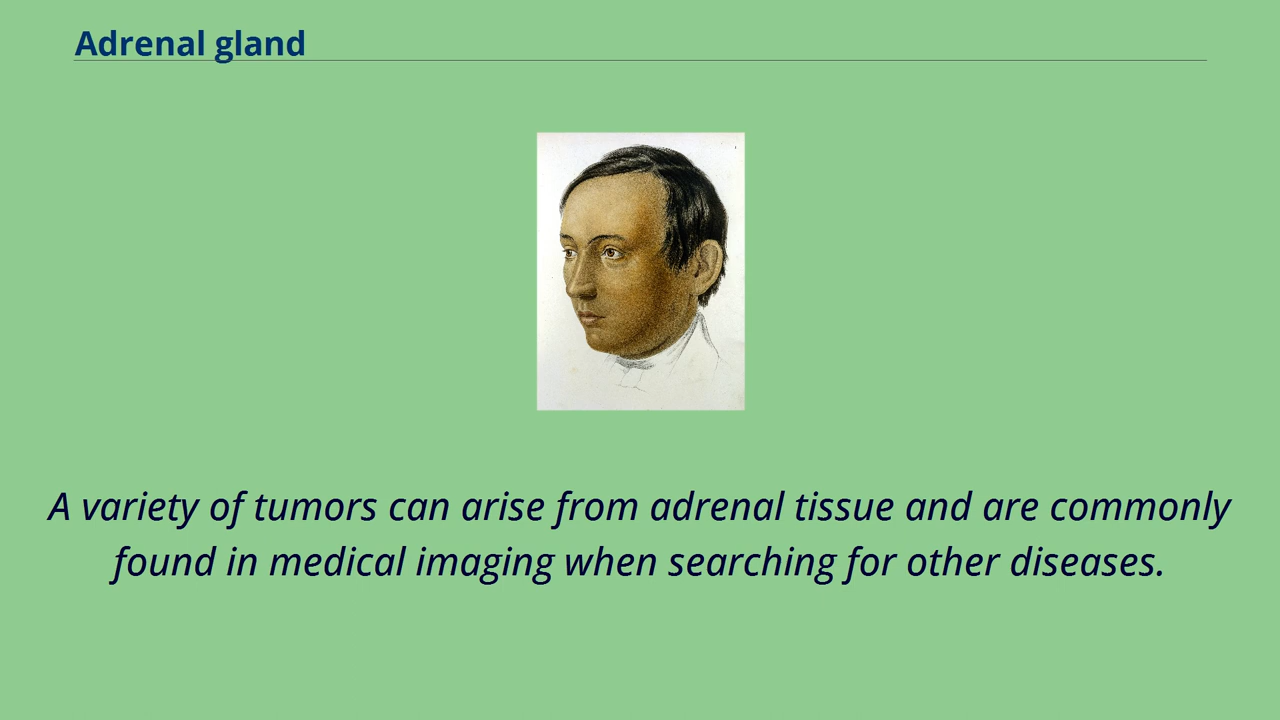 Adrenal gland
A variety of tumors can arise from adrenal tissue and are commonly
found in medical imaging when searching for other diseases.